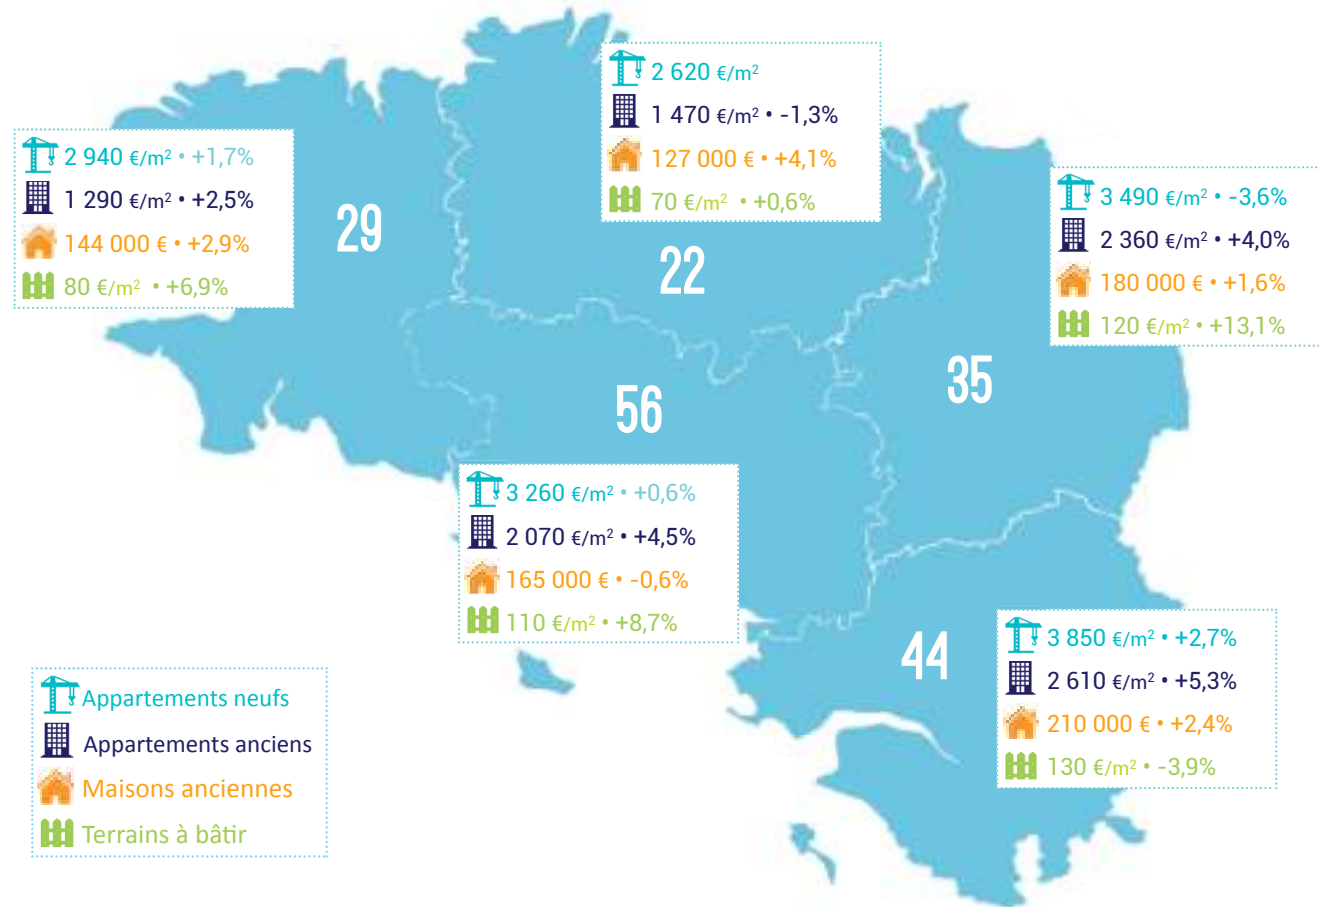 2 620 €/m²
1 470 €/m² • -1,3%
127 000 € • +4,1%
70 €/m² • +0,6%
2 940 €/m² • +1,7%
1 290 €/m² • +2,5%
144 000 € • +2,9%
80 €/m² • +6,9%
29
22
3 490 €/m² • -3,6%
2 360 €/m² • +4,0%
180 000 € • +1,6%
120 €/m² • +13,1%
35
56
3 260 €/m² • +0,6%
2 070 €/m² • +4,5%
165 000 € • -0,6%
110 €/m² • +8,7%
44
3 850 €/m² • +2,7%
2 610 €/m² • +5,3%
210 000 € • +2,4%
130 €/m² • -3,9%
Appartements neufs
Appartements anciens
Maisons anciennes
Terrains à bâtir